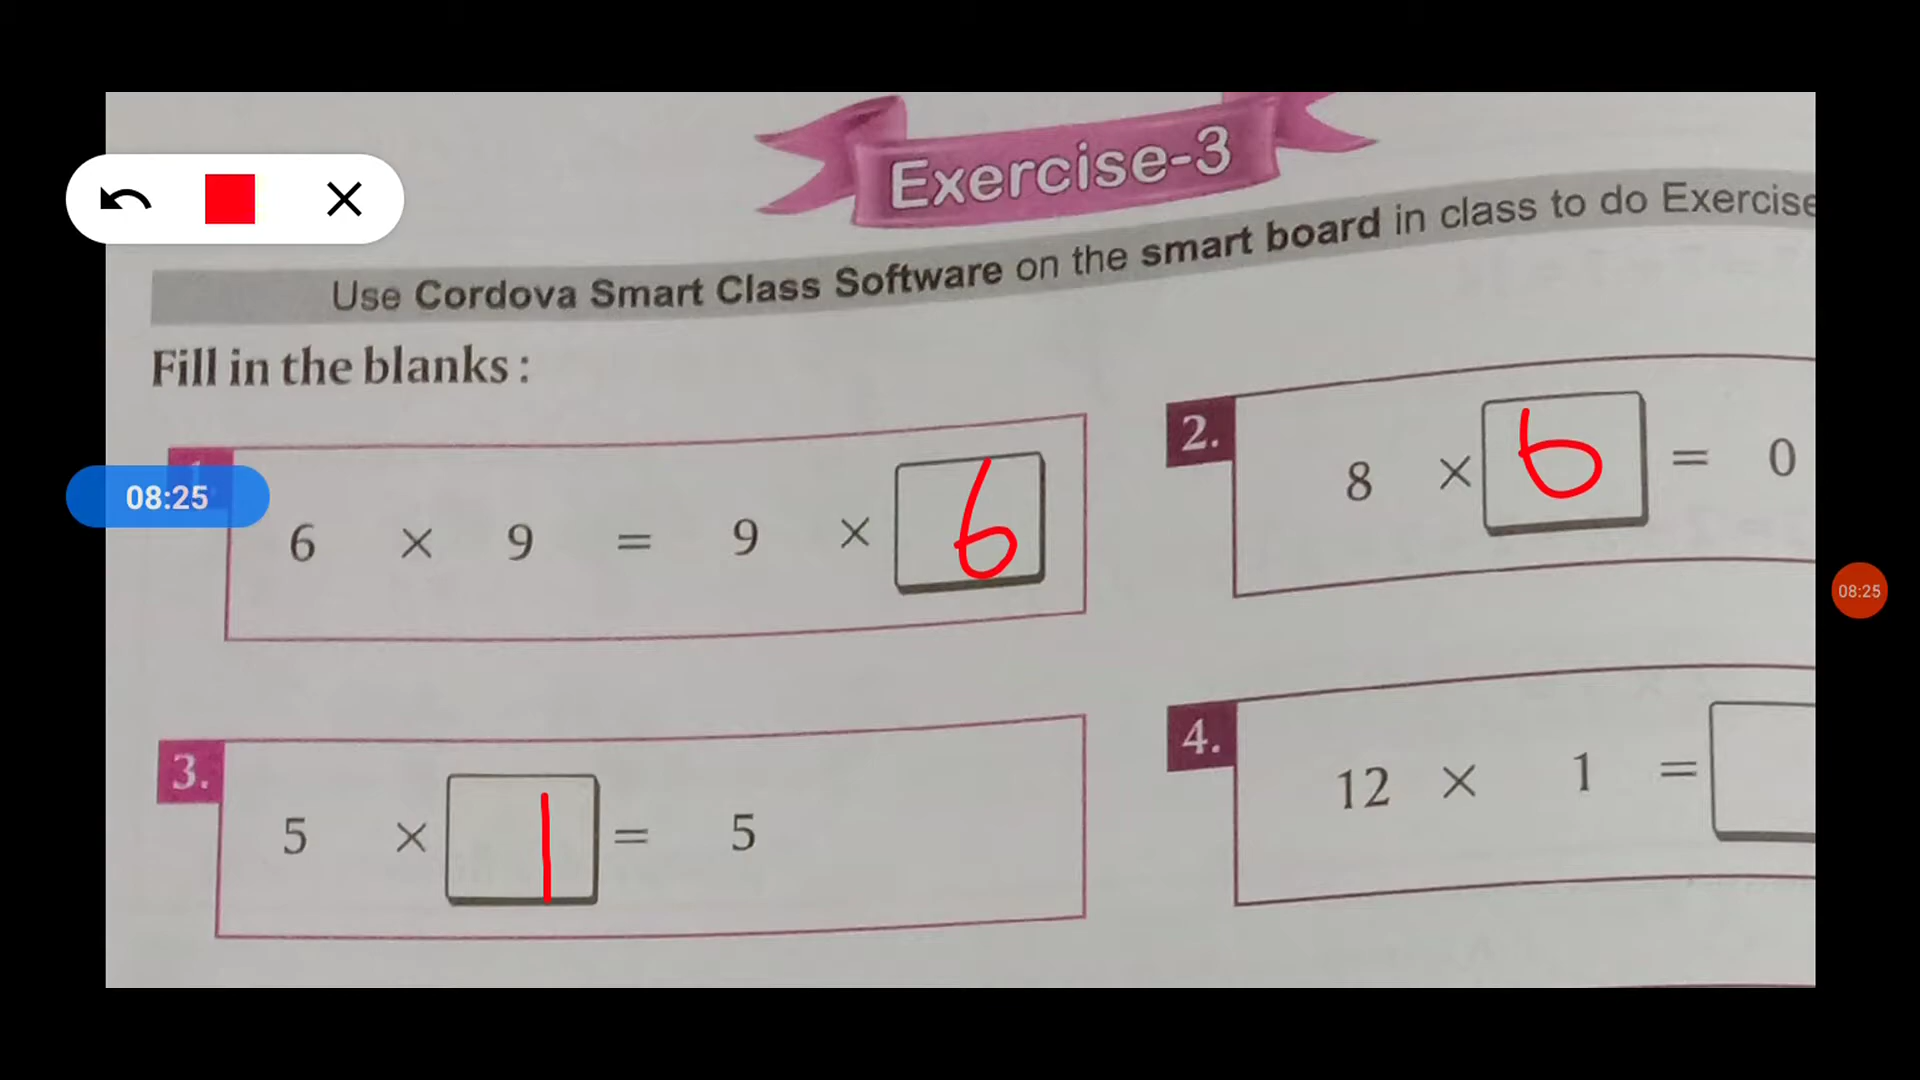 Exercise-3
Use Cordova Smart Class Software on the smart board in class to do Exercise
Fill in the blanks :
08:25
6 × 9 = 9 × 6
2. 8 × 6 = 0
08:25
3. 5 × 1 = 5
4. 12 × 1 =